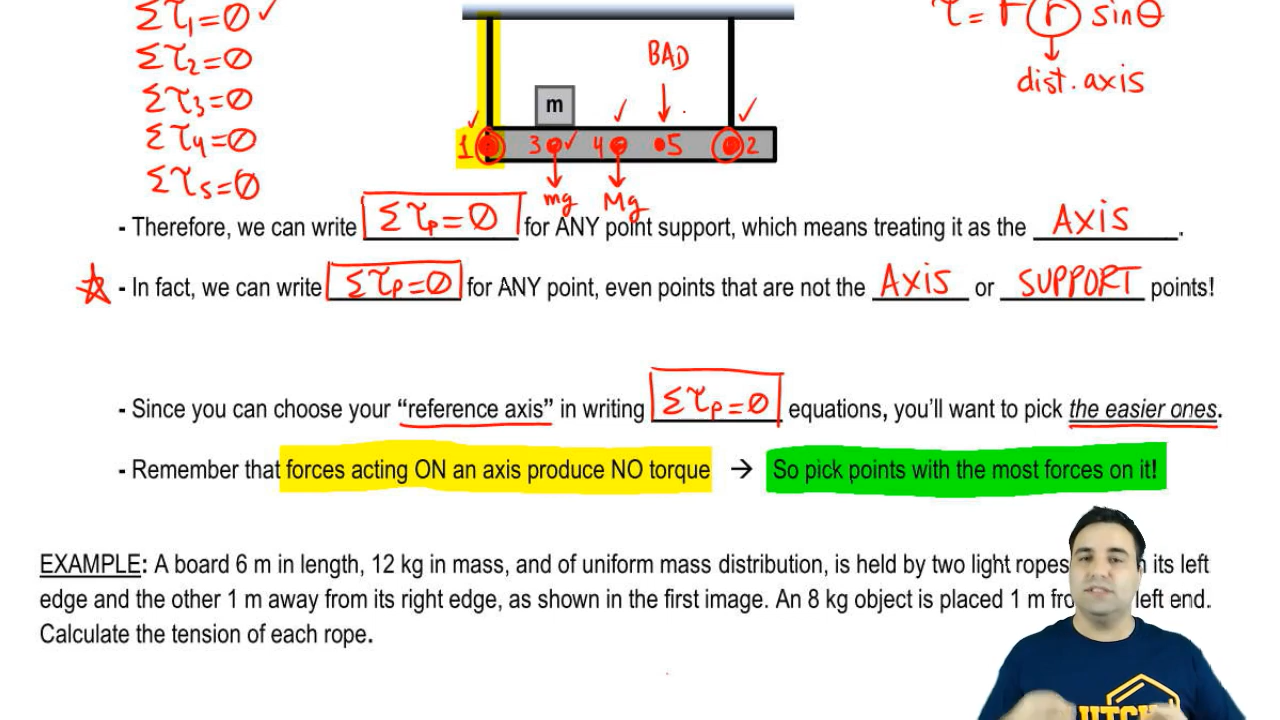 Στ₁=0 ✓
Στ₂=0
Στ₃=0
Στ₄=0
Στ₅=0
τ = F(r) sinθ
dist. axis
BAD
m
1 3 4 5 2
mg Mg
- Therefore, we can write Στₚ=0 for ANY point support, which means treating it as the AXIS.
- In fact, we can write Στₚ=0 for ANY point, even points that are not the AXIS or SUPPORT points!
- Since you can choose your “reference axis” in writing Στₚ=0 equations, you’ll want to pick the easier ones.
- Remember that forces acting ON an axis produce NO torque → So pick points with the most forces on it!
EXAMPLE: A board 6 m in length, 12 kg in mass, and of uniform mass distribution, is held by two light ropes its left
edge and the other 1 m away from its right edge, as shown in the first image. An 8 kg object is placed 1 m left end.
Calculate the tension of each rope.